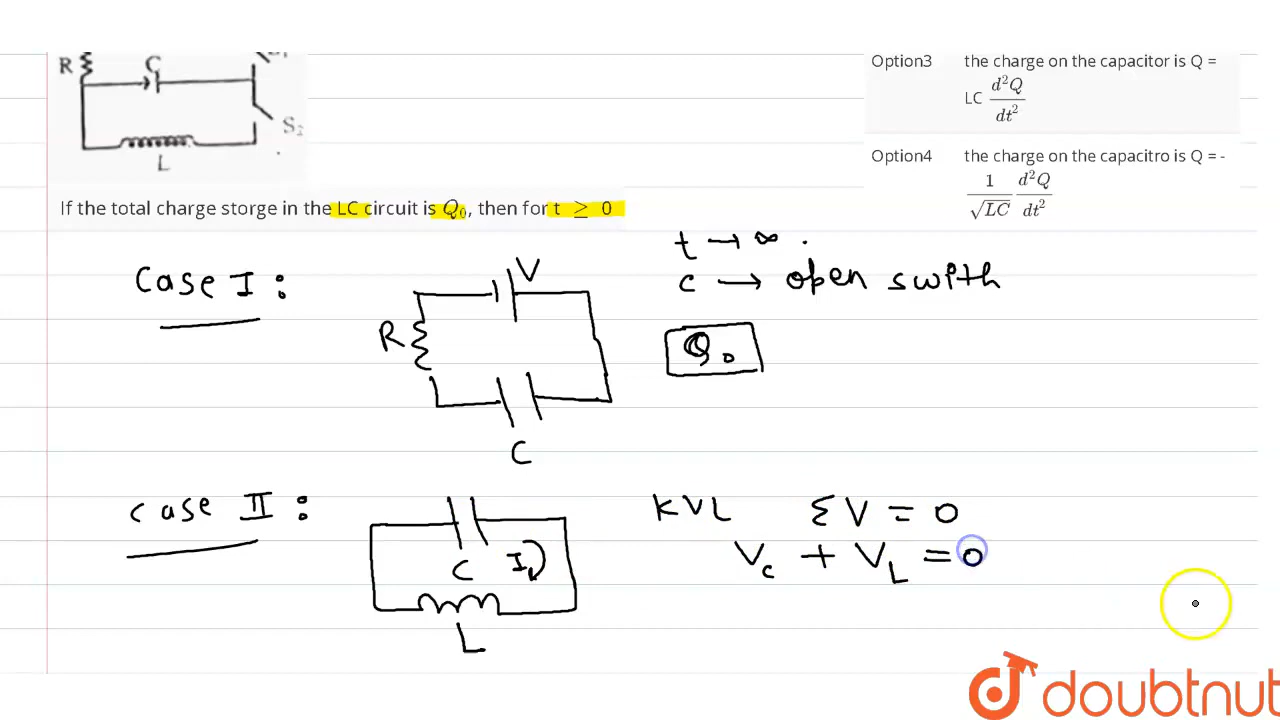 R
C
S₂
L
If the total charge storge in the LC circuit is Q₀, then for t ≥ 0
Option3 the charge on the capacitor is Q = LC d²Q/dt²
Option4 the charge on the capacitro is Q = - 1/√LC d²Q/dt²
t → ∞ .
Case I :
V
c → open swith
R
Q₀
C
case II :
C
I
L
KVL ΣV = 0
V_c + V_L = 0
doubtnut